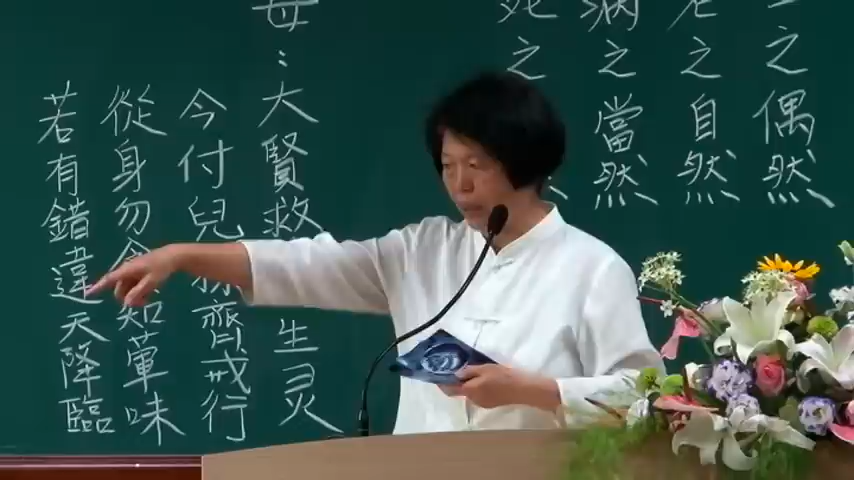 之偶然
老之自然
病之當然
死之
母大賢救生灵
今付兒齋戒行
從身勿知葷味
若有錯違天降臨